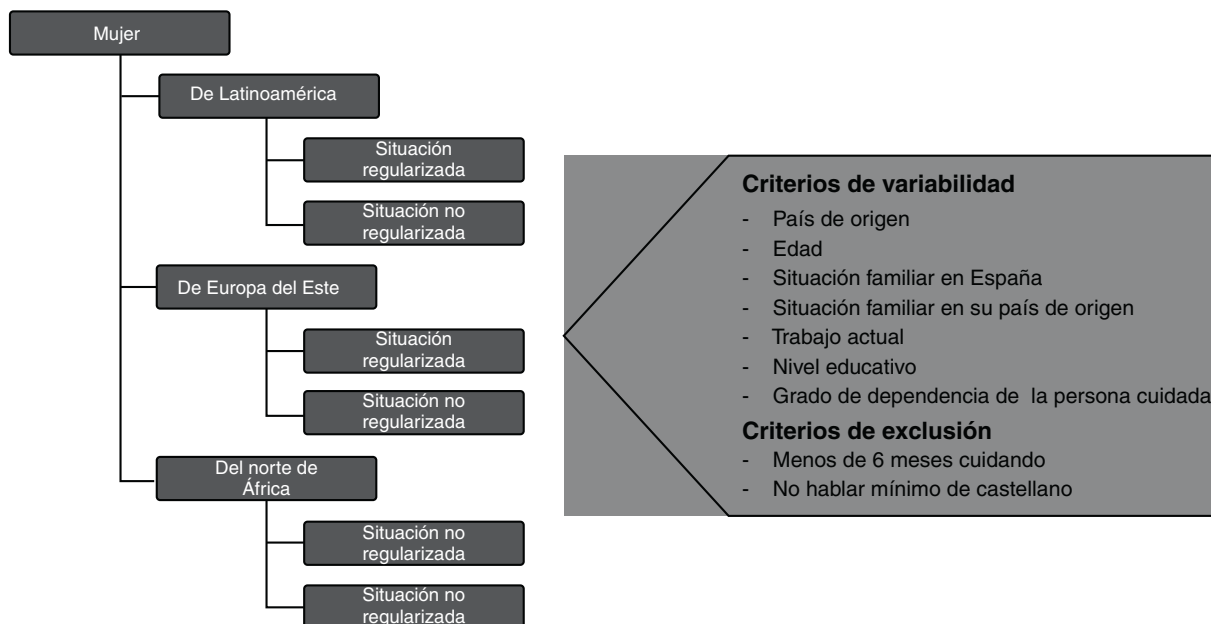 Mujer
De Latinoamérica
Situación
regularizada
Situación no
regularizada
De Europa del Este
Situación
regularizada
Situación no
regularizada
Del norte de
África
Situación no
regularizada
Situación no
regularizada
Criterios de variabilidad
- País de origen
- Edad
- Situación familiar en España
- Situación familiar en su país de origen
- Trabajo actual
- Nivel educativo
- Grado de dependencia de la persona cuidada
Criterios de exclusión
- Menos de 6 meses cuidando
- No hablar mínimo de castellano